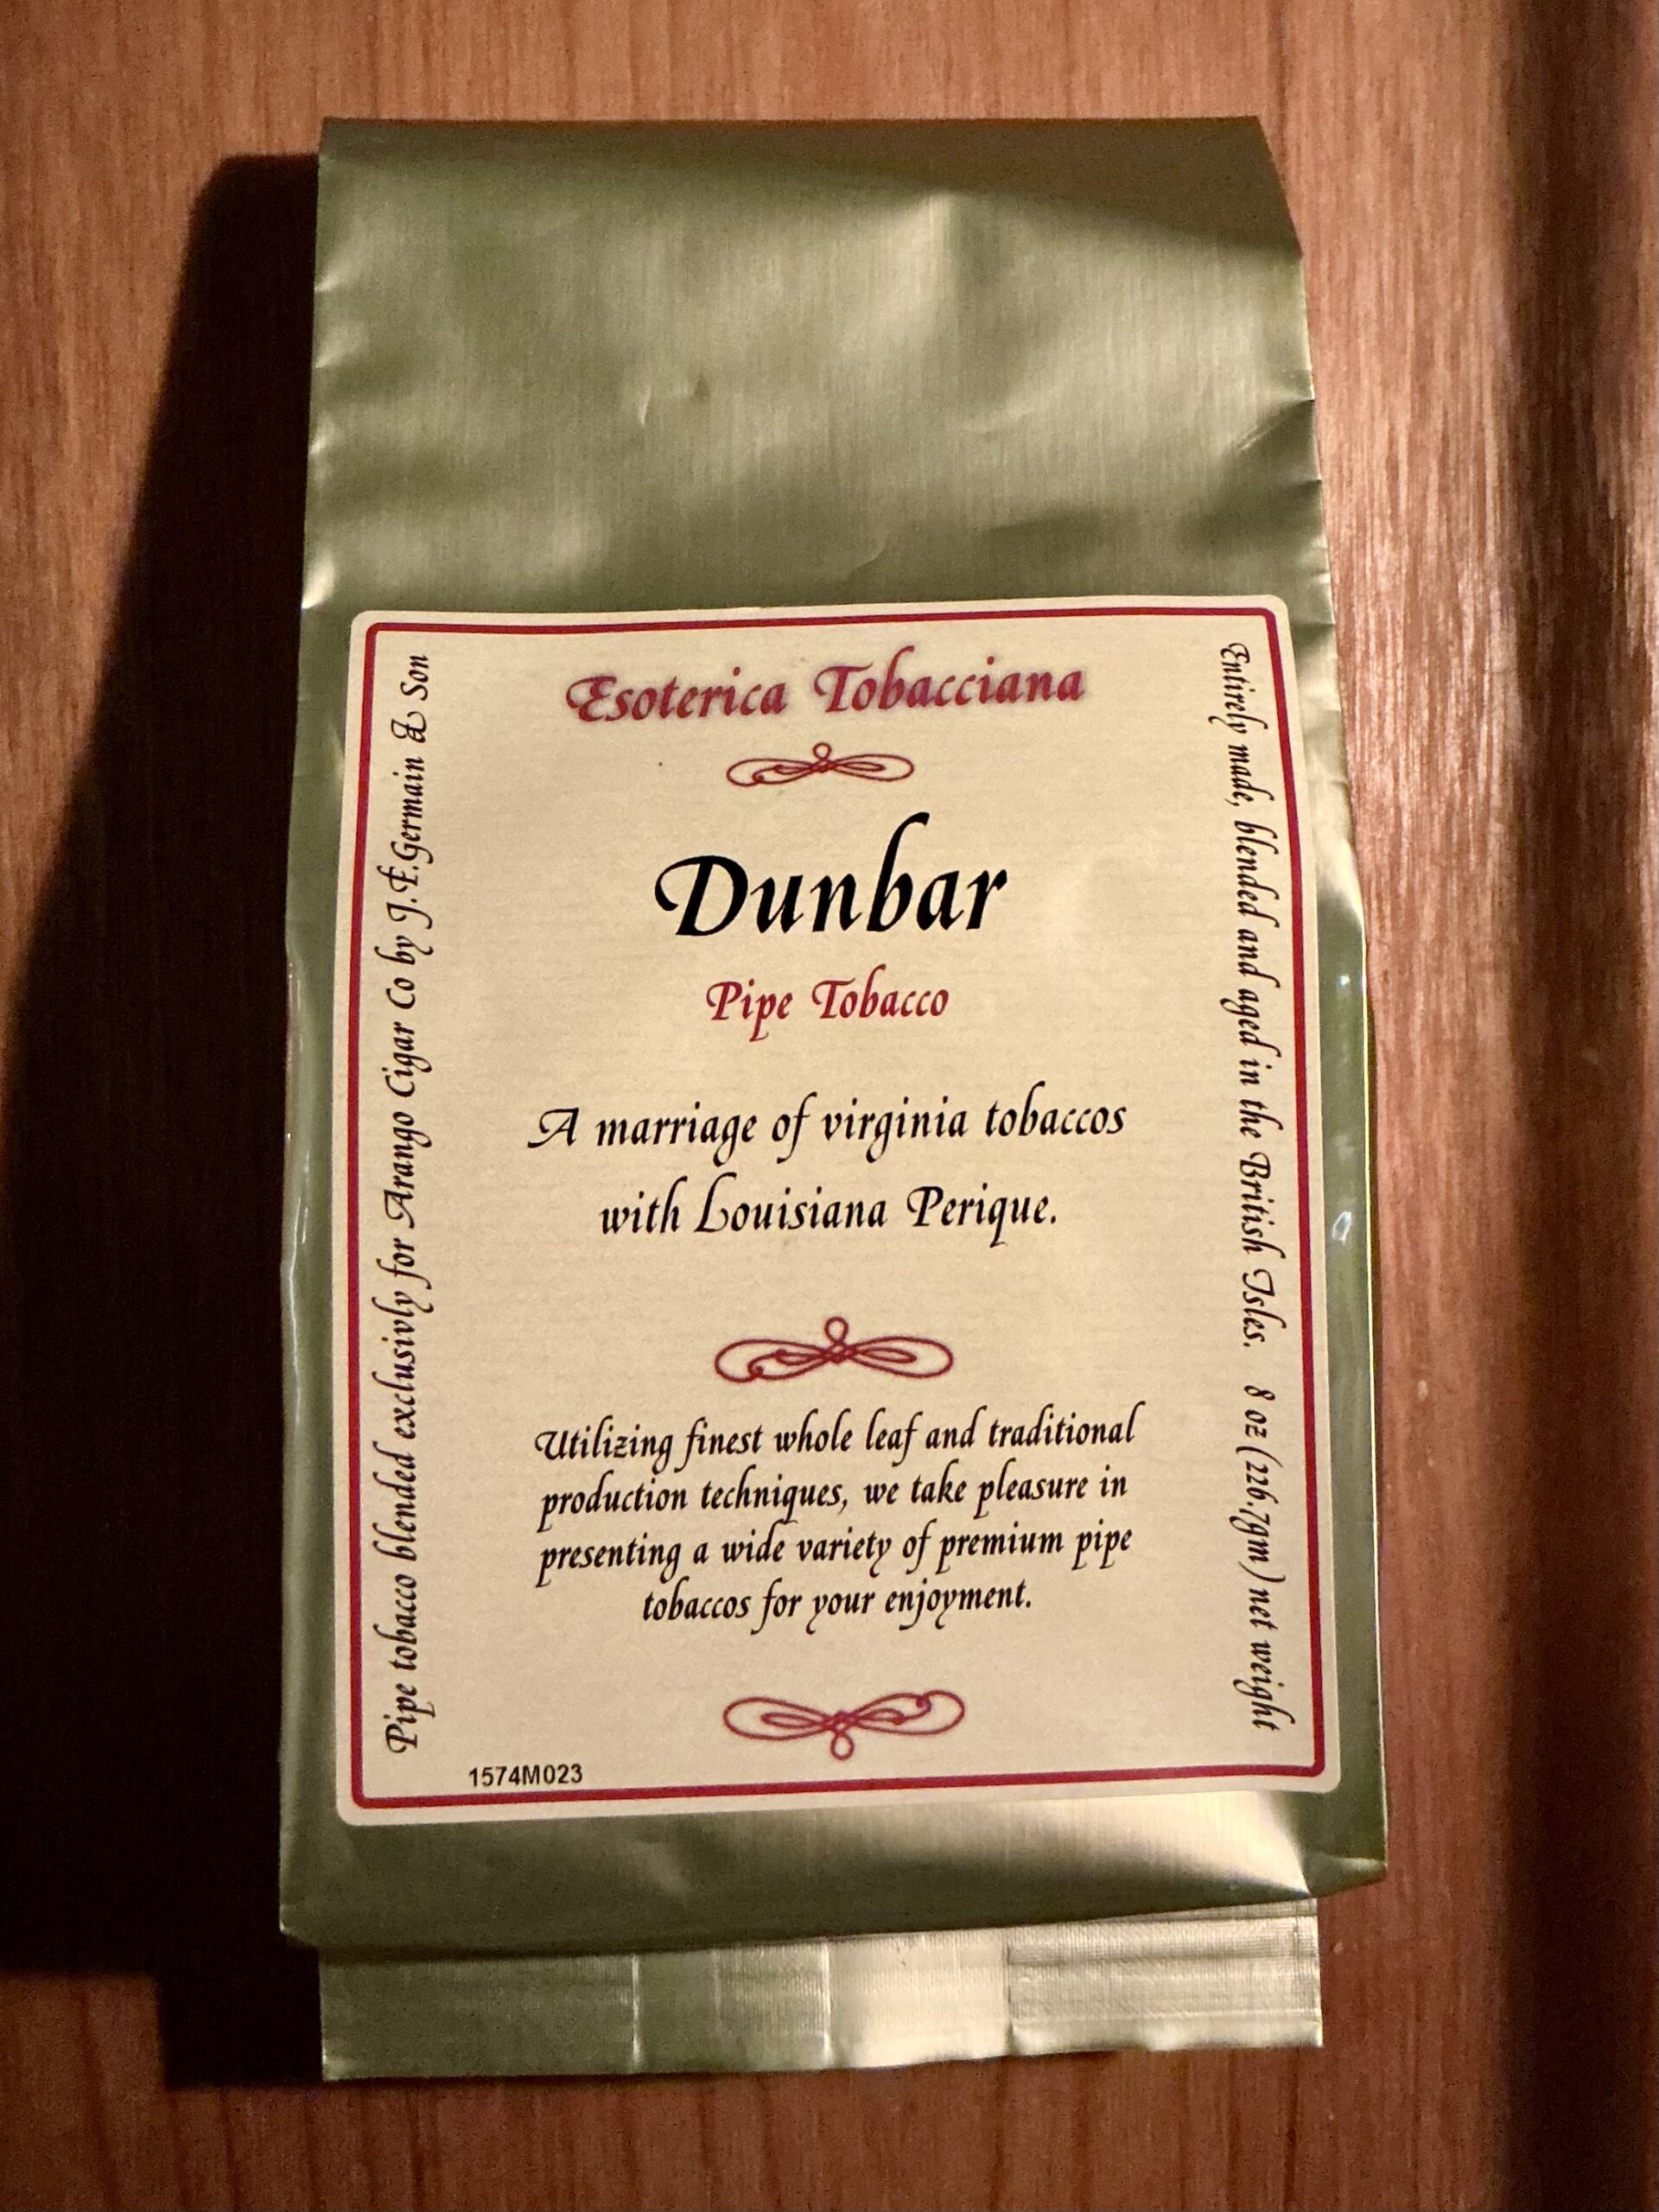 Esoterica Tobacciana
Dunbar
Pipe Tobacco
A marriage of virginia tobaccos
with Louisiana Perique.
Utilizing finest whole leaf and traditional
production techniques, we take pleasure in
presenting a wide variety of premium pipe
tobaccos for your enjoyment.
1574M023
Pipe tobacco blended exclusivly for Arango Cigar Co by J.F.Germain & Son
Entirely made, blended and aged in the British Isles. 8 oz (226.7gm) net weight